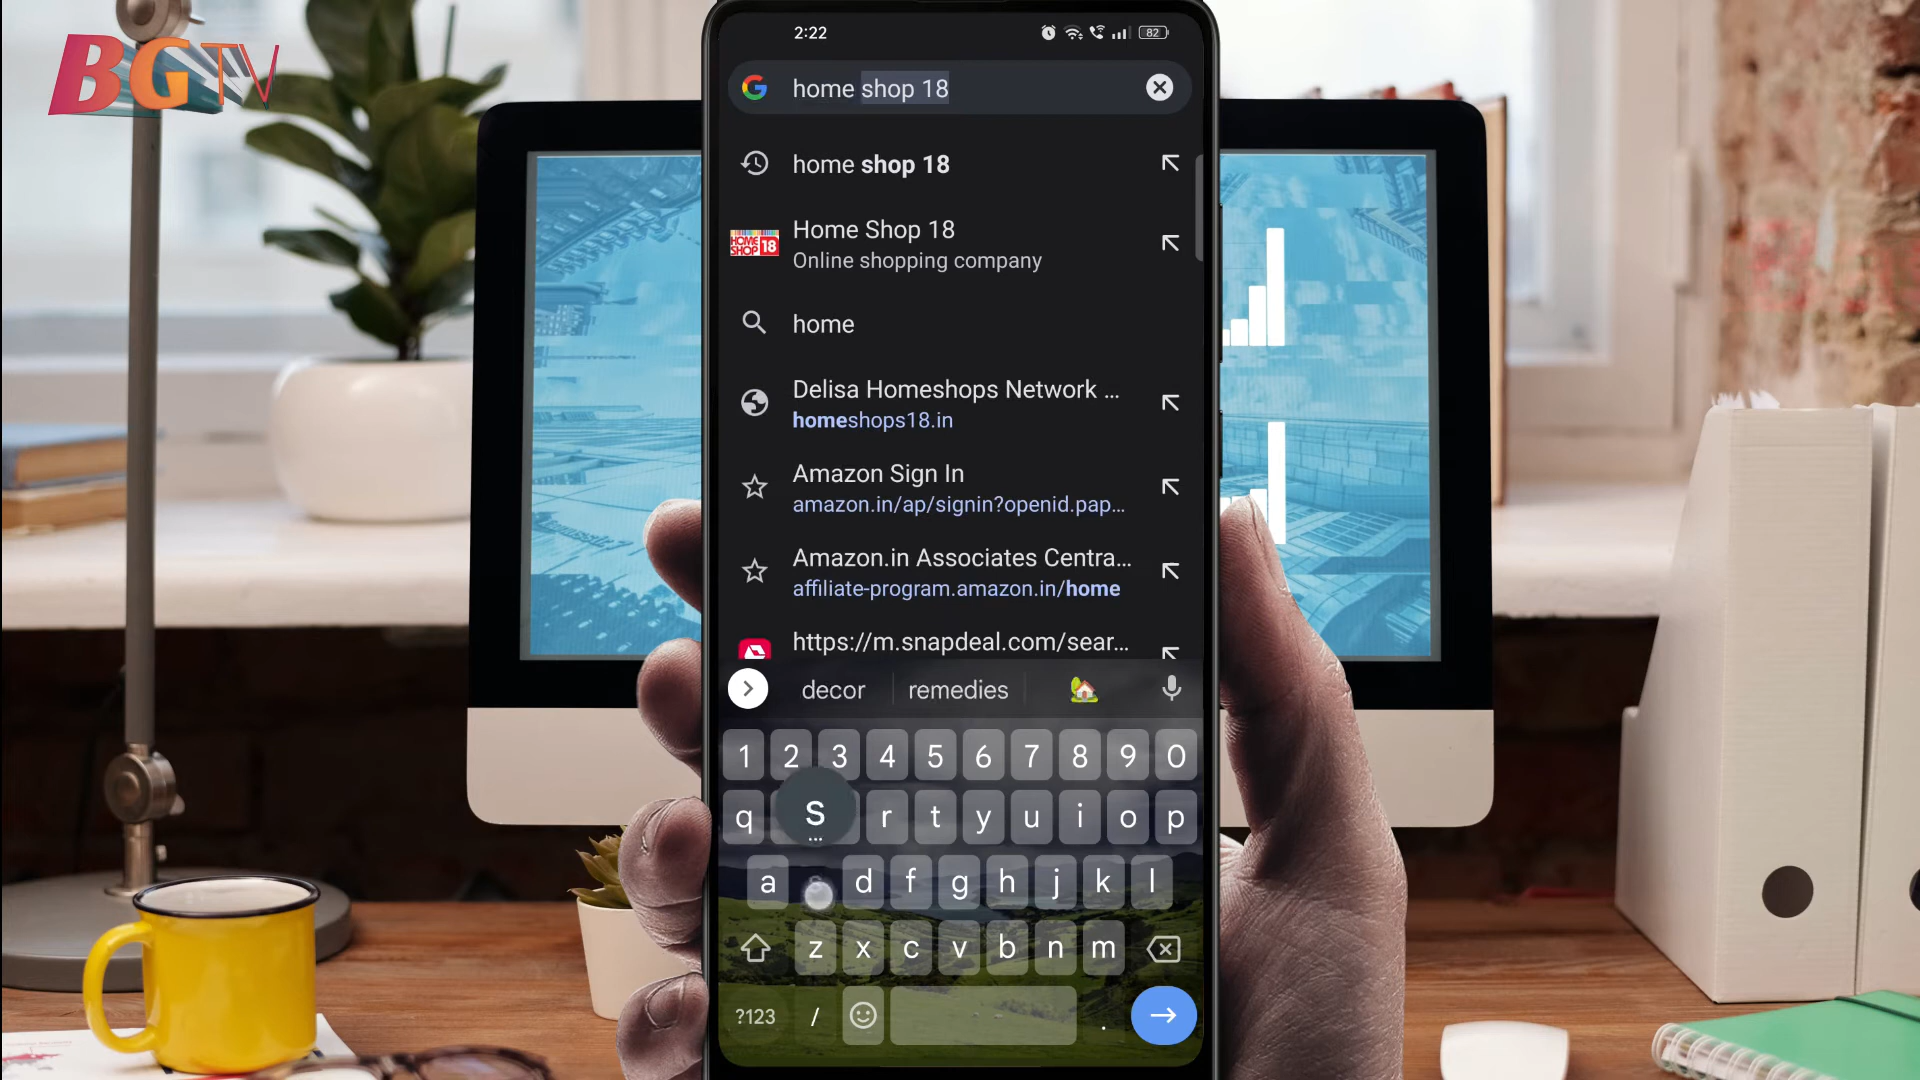 BGTV
2:22
82
home shop 18
home shop 18
HOME SHOP 18
Home Shop 18
Online shopping company
home
Delisa Homeshops Network ...
homeshops18.in
Amazon Sign In
amazon.in/ap/signin?openid.pap...
Amazon.in Associates Centra...
affiliate-program.amazon.in/home
https://m.snapdeal.com/sear...
decor remedies
1 2 3 4 5 6 7 8 9 0
q S r t y u i o p
a d f g h j k l
z x c v b n m
?123 / .